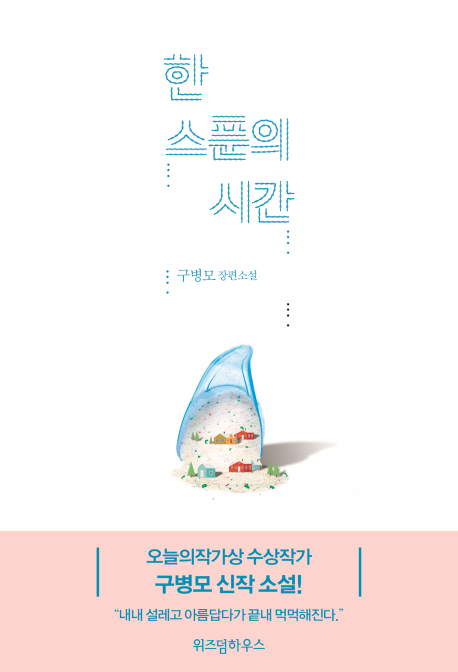 한
스푼의
시간
구병모 장편소설
오늘의작가상 수상작가
구병모 신작 소설!
“내내 설레고 아름답다가 끝내 먹먹해진다.”
위즈덤하우스